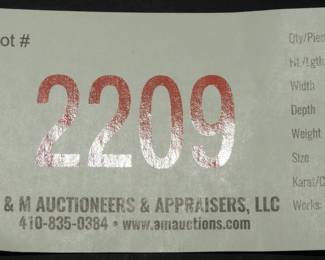 ot #
2209
& M AUCTIONEERS & APPRAISERS, LLC
410-835-0384 • www.amauctions.com
Qty/Piec
Ht./Lgth
Width
Depth
Weight
Size
Karat/C
Works: